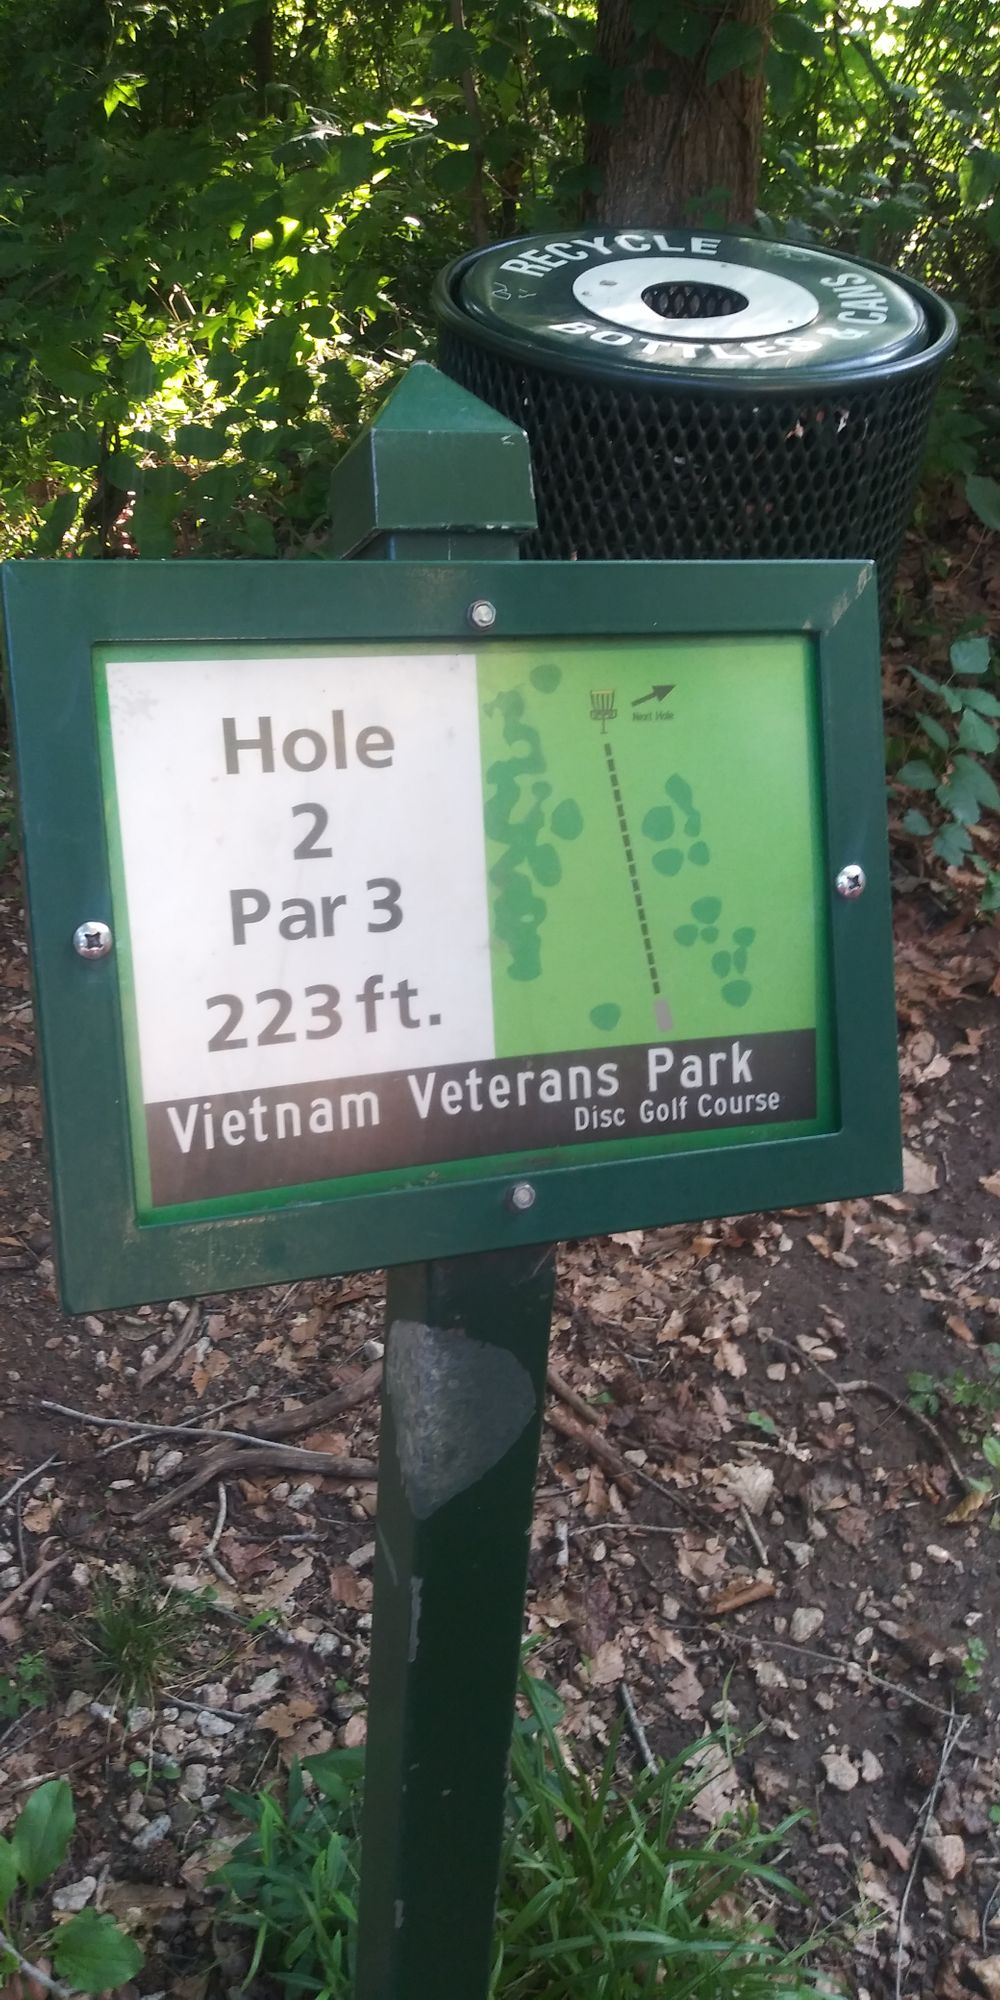 RECYCLE
BOTTLES & CANS
Hole
2
Par 3
223 ft.
Next Hole
Vietnam Veterans Park
Disc Golf Course